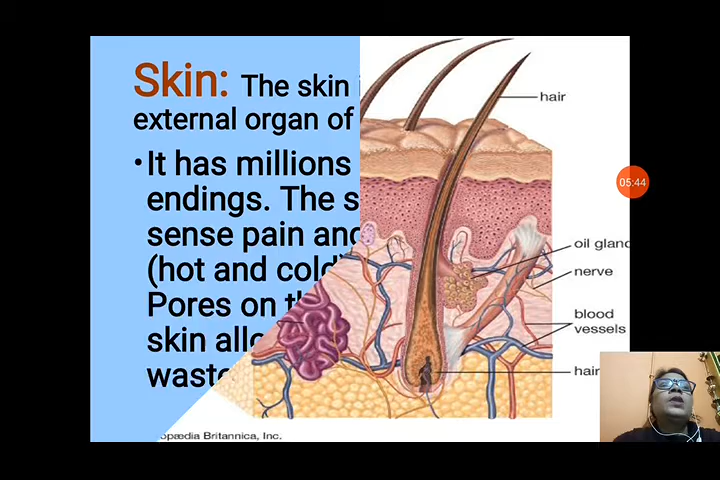 Skin: The skin
external organ of
•It has millions
endings. The s
sense pain and
(hot and cold)
Pores on th
skin allo
waste
hair
oil gland
nerve
blood
vessels
hair
opædia Britannica, Inc.
05:44